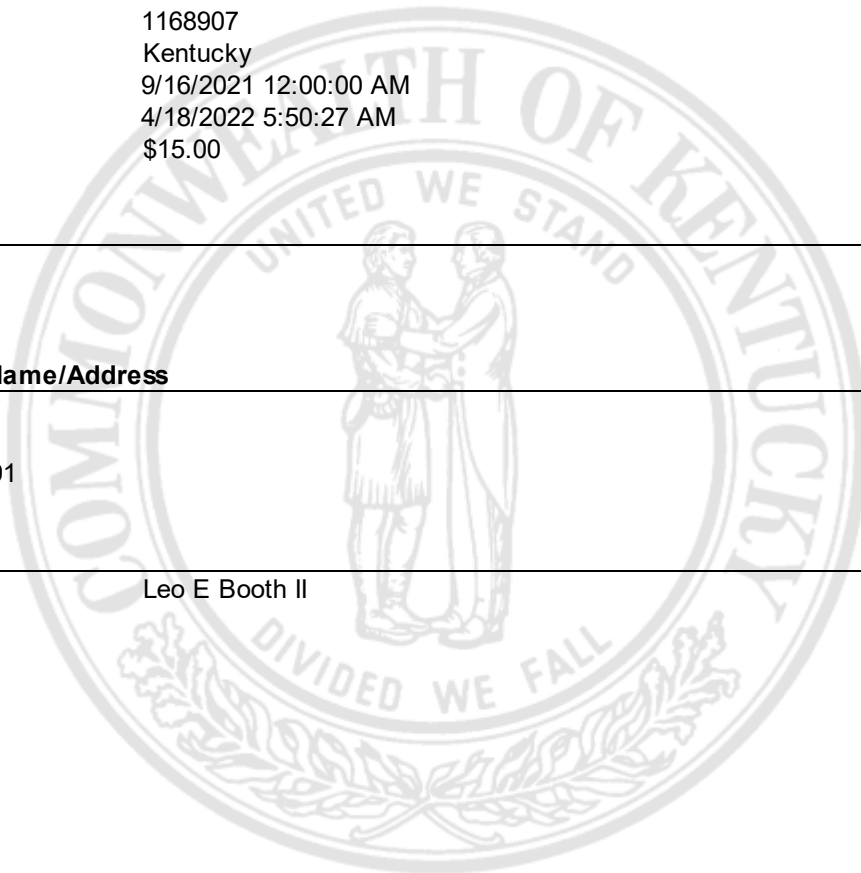 1168907
Kentucky
9/16/2021 12:00:00 AM
4/18/2022 5:50:27 AM
$15.00
COMMONWEALTH OF KENTUCKY
UNITED WE STAND
Name/Address
01
Leo E Booth II
DIVIDED WE FALL